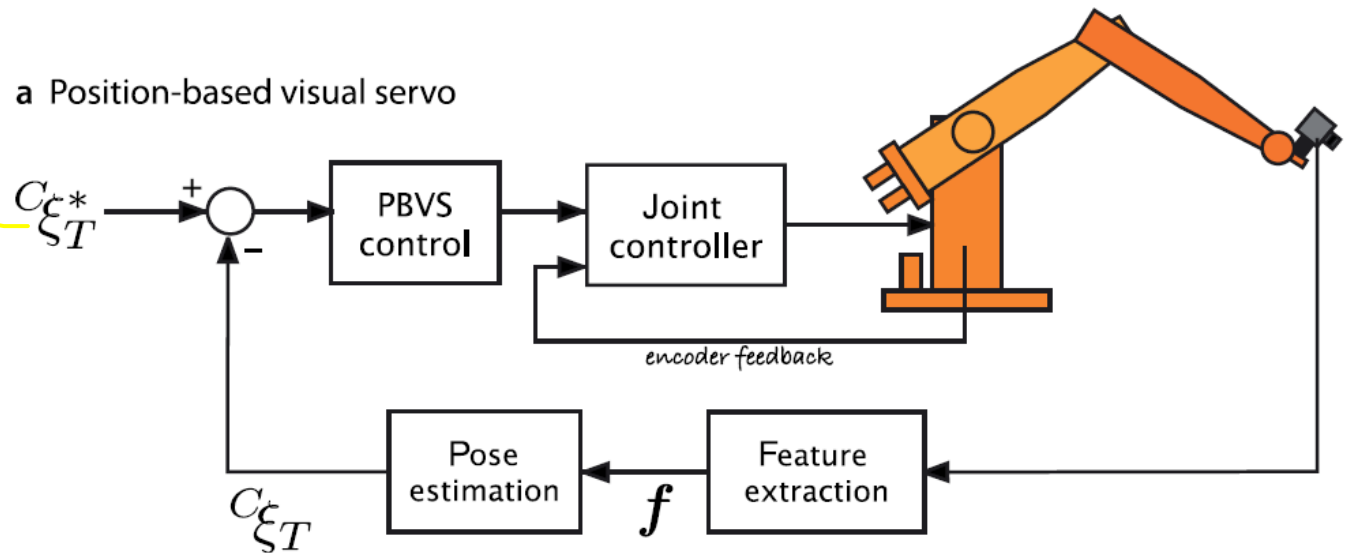 a Position-based visual servo
C ξ * T
+
−
PBVS
control
Joint
controller
encoder feedback
Pose
estimation
f
Feature
extraction
C ξ T